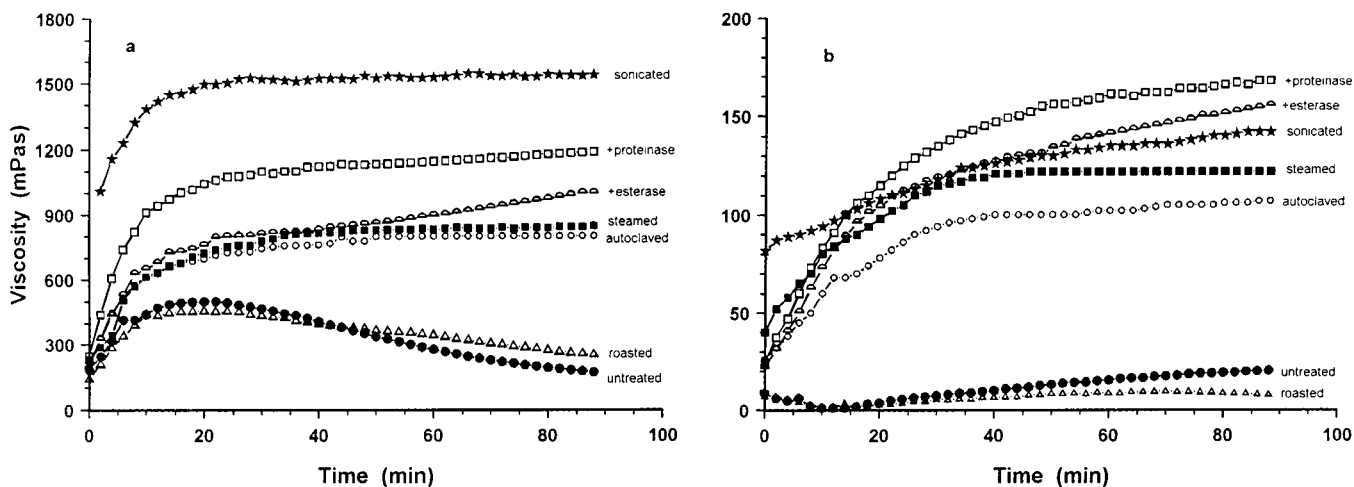 a
Viscosity (mPas)
1800
1500
1200
900
600
300
0
sonicated
+proteinase
+esterase
steamed
autoclaved
roasted
untreated
0 20 40 60 80 100
Time (min)
b
200
150
100
50
0
+proteinase
+esterase
sonicated
steamed
autoclaved
untreated
roasted
0 20 40 60 80 100
Time (min)